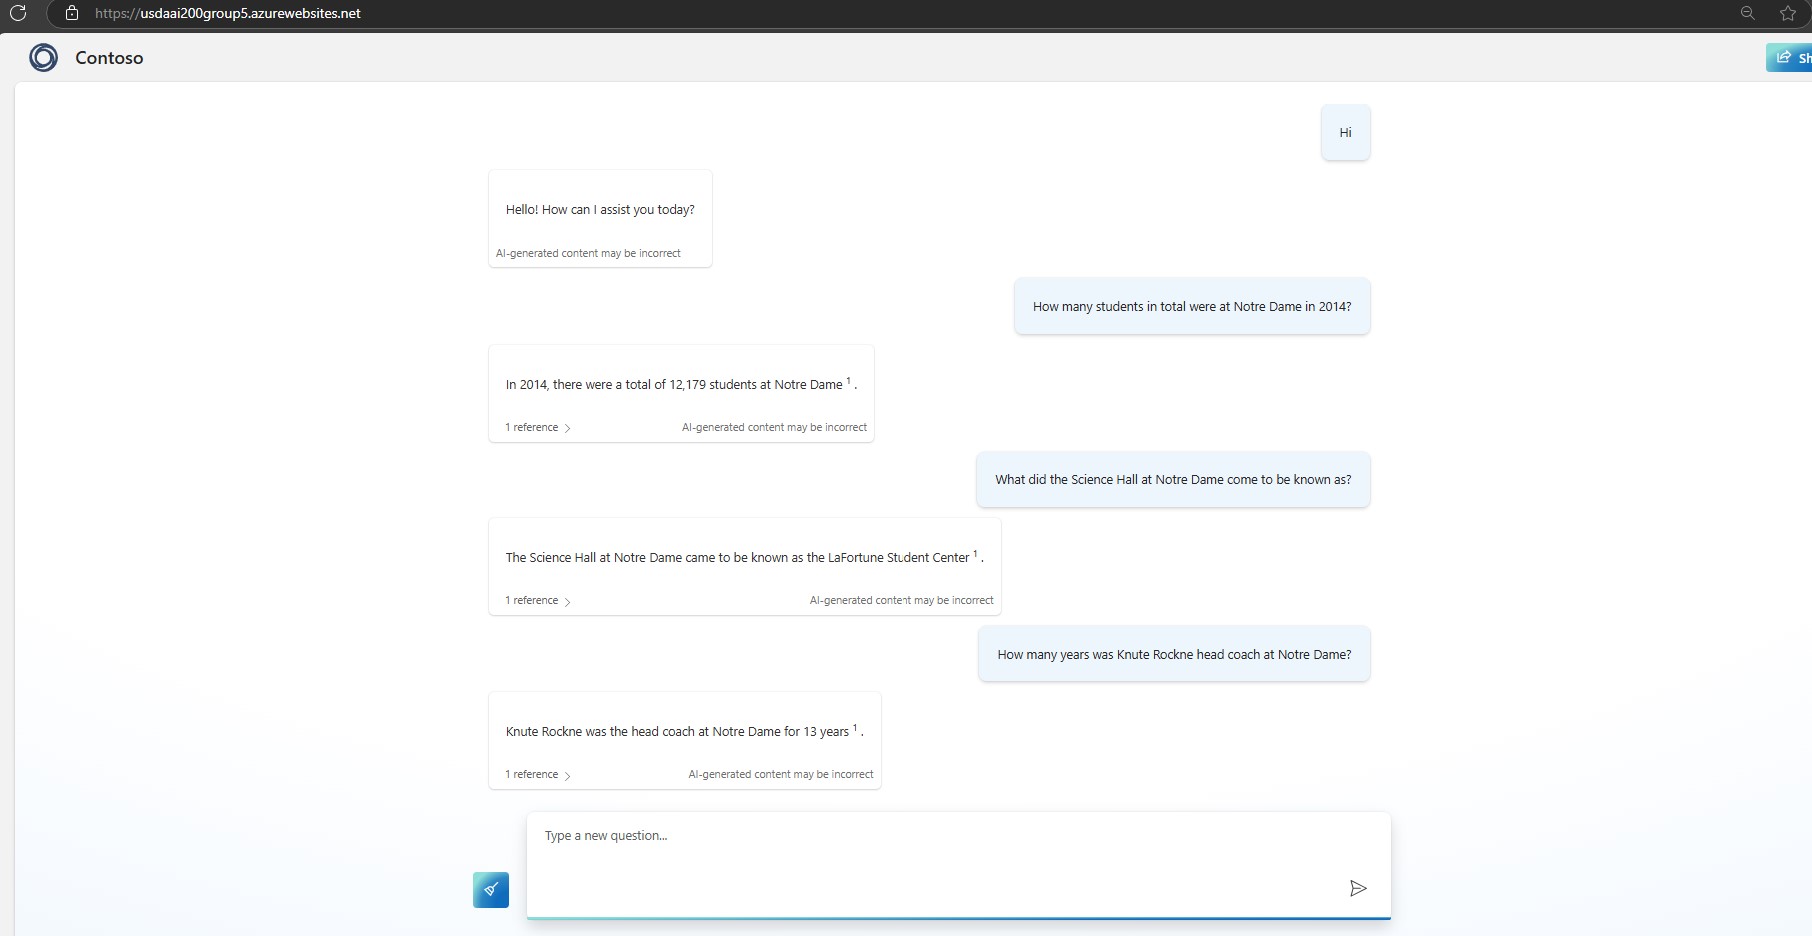 https://usdaai200group5.azurewebsites.net
Contoso
Sh
Hi
Hello! How can I assist you today?
AI-generated content may be incorrect
How many students in total were at Notre Dame in 2014?
In 2014, there were a total of 12,179 students at Notre Dame 1 .
1 reference
AI-generated content may be incorrect
What did the Science Hall at Notre Dame come to be known as?
The Science Hall at Notre Dame came to be known as the LaFortune Student Center 1 .
1 reference
AI-generated content may be incorrect
How many years was Knute Rockne head coach at Notre Dame?
Knute Rockne was the head coach at Notre Dame for 13 years 1 .
1 reference
AI-generated content may be incorrect
Type a new question...